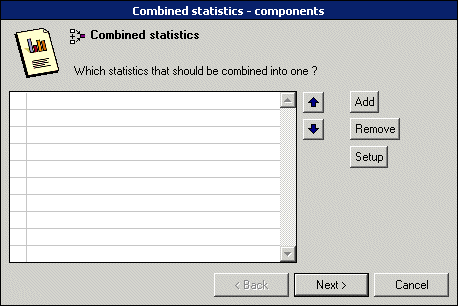 Combined statistics - components
Combined statistics
Which statistics that should be combined into one ?
Add
Remove
Setup
< Back
Next >
Cancel